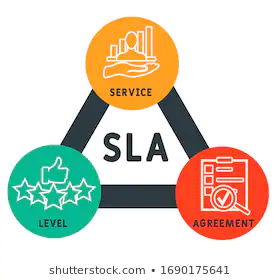 SERVICE
SLA
LEVEL
AGREEMENT
shutterstock.com • 1690175641